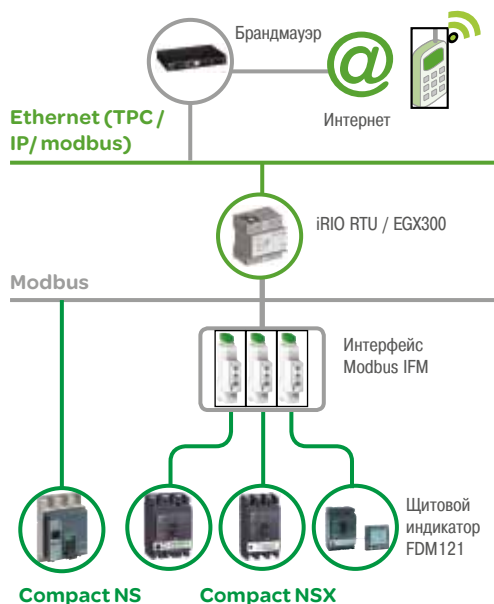 Брандмауэр
@
Интернет
Ethernet (TPC /
IP/ modbus)
iRIO RTU / EGX300
Modbus
Интерфейс
Modbus IFM
Щитовой
индикатор
FDM121
Compact NS
Compact NSX